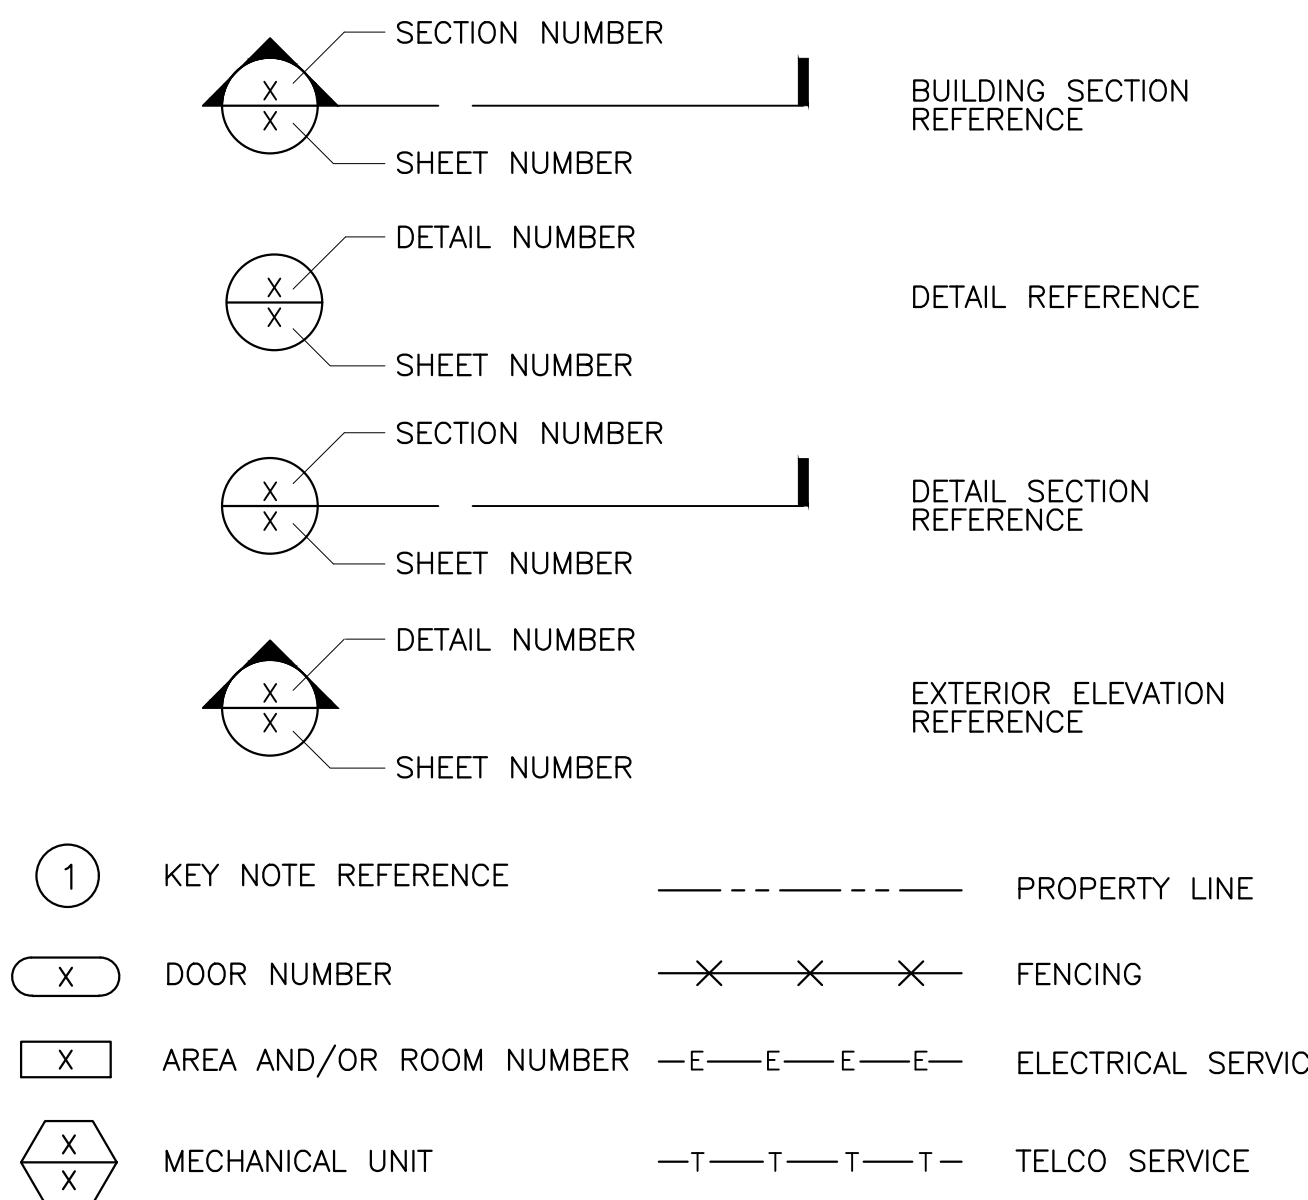 SECTION NUMBER
X
X
SHEET NUMBER
BUILDING SECTION
REFERENCE
DETAIL NUMBER
X
X
SHEET NUMBER
DETAIL REFERENCE
SECTION NUMBER
X
X
SHEET NUMBER
DETAIL SECTION
REFERENCE
DETAIL NUMBER
X
X
SHEET NUMBER
EXTERIOR ELEVATION
REFERENCE
1 KEY NOTE REFERENCE
PROPERTY LINE
X DOOR NUMBER
FENCING
X AREA AND/OR ROOM NUMBER
E E E E ELECTRICAL SERVIC
X
X
MECHANICAL UNIT
T T T T TELCO SERVICE